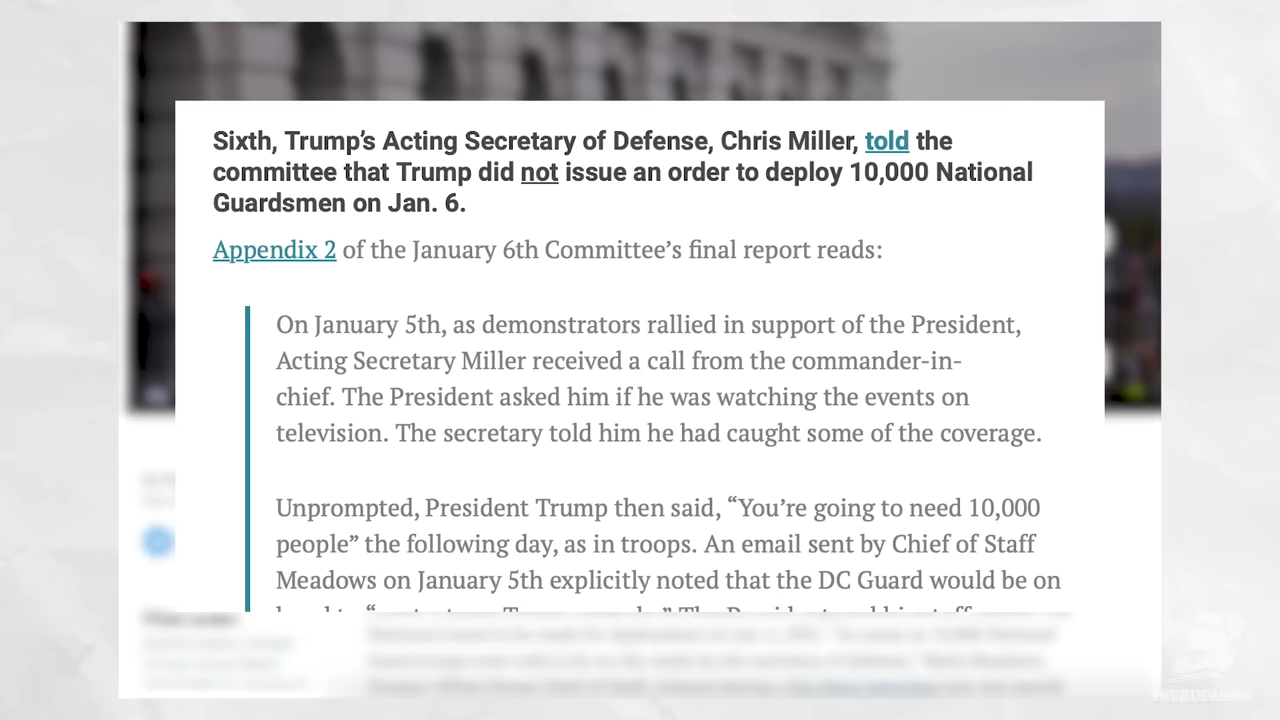 Sixth, Trump’s Acting Secretary of Defense, Chris Miller, told the
committee that Trump did not issue an order to deploy 10,000 National
Guardsmen on Jan. 6.
Appendix 2 of the January 6th Committee’s final report reads:
On January 5th, as demonstrators rallied in support of the President,
Acting Secretary Miller received a call from the commander-in-
chief. The President asked him if he was watching the events on
television. The secretary told him he had caught some of the coverage.
Unprompted, President Trump then said, “You’re going to need 10,000
people” the following day, as in troops. An email sent by Chief of Staff
Meadows on January 5th explicitly noted that the DC Guard would be on